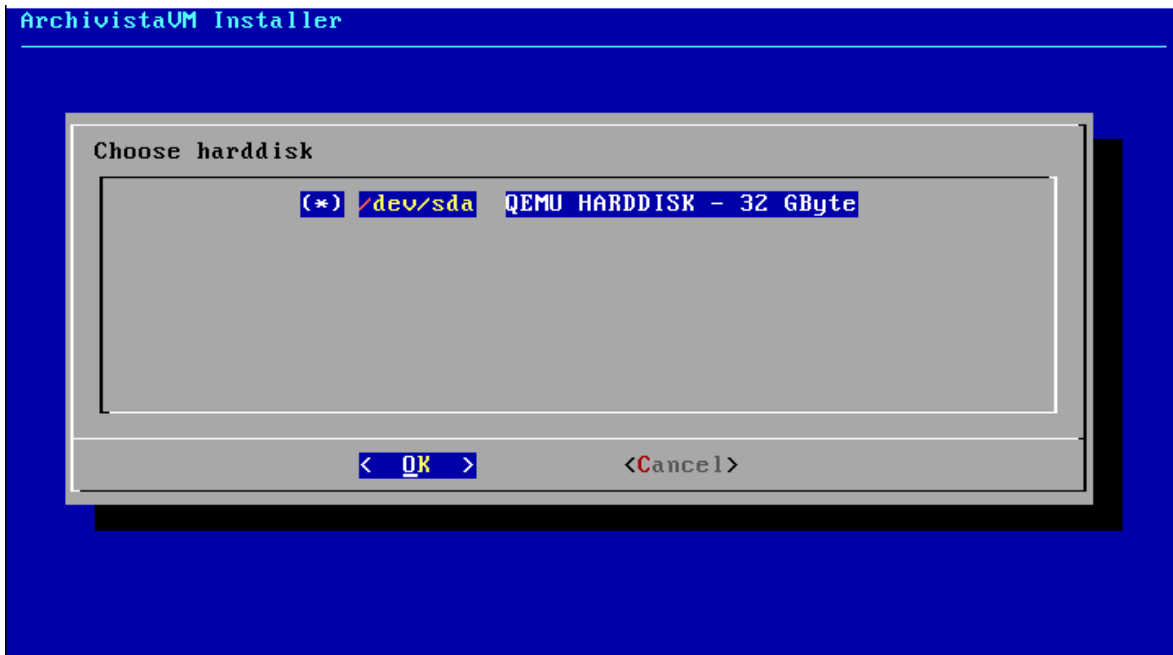 ArchivistaVM Installer
Choose harddisk
(*) /dev/sda QEMU HARDDISK - 32 GByte
< OK > <Cancel>